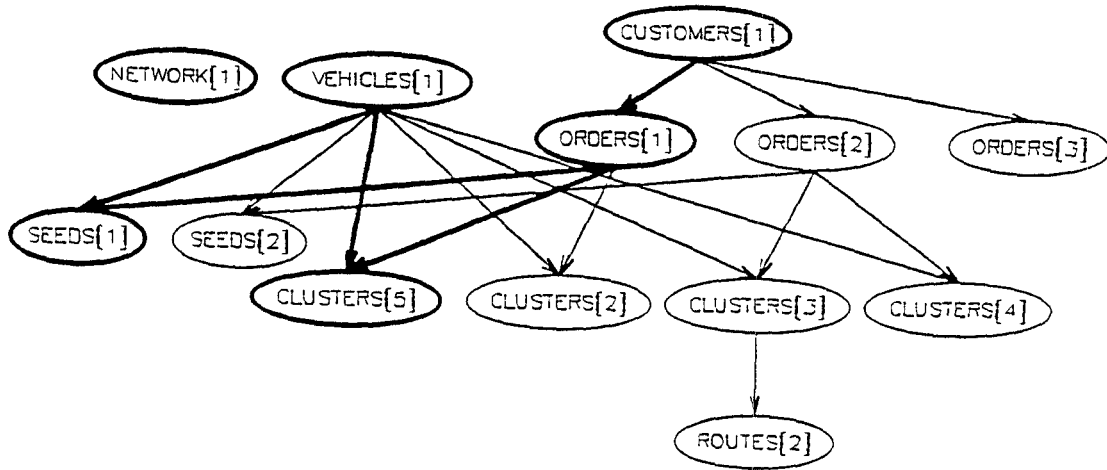 CUSTOMERS[1]
NETWORK[1]
VEHICLES[1]
ORDERS[1]
ORDERS[2]
ORDERS[3]
SEEDS[1]
SEEDS[2]
CLUSTERS[5]
CLUSTERS[2]
CLUSTERS[3]
CLUSTERS[4]
ROUTES[2]